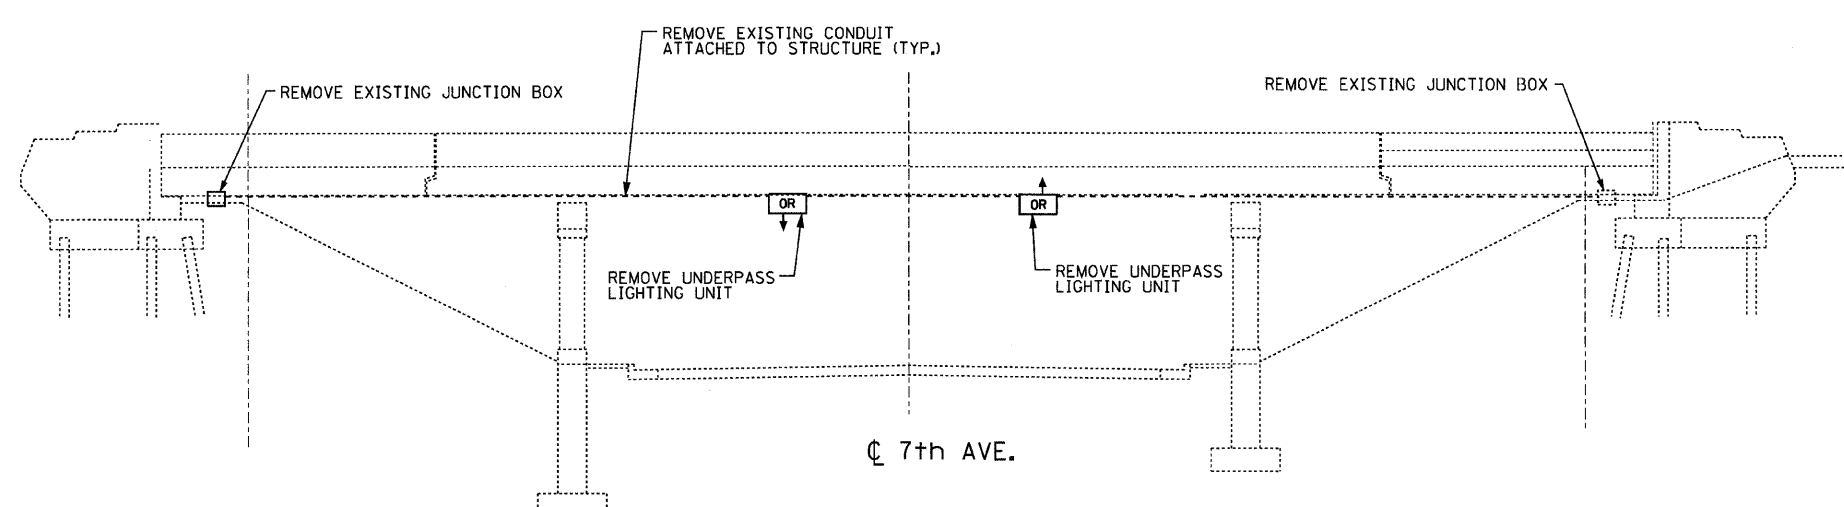 REMOVE EXISTING CONDUIT
ATTACHED TO STRUCTURE (TYP.)
REMOVE EXISTING JUNCTION BOX
REMOVE EXISTING JUNCTION BOX
OR
OR
REMOVE UNDERPASS
LIGHTING UNIT
REMOVE UNDERPASS
LIGHTING UNIT
℄ 7th AVE.